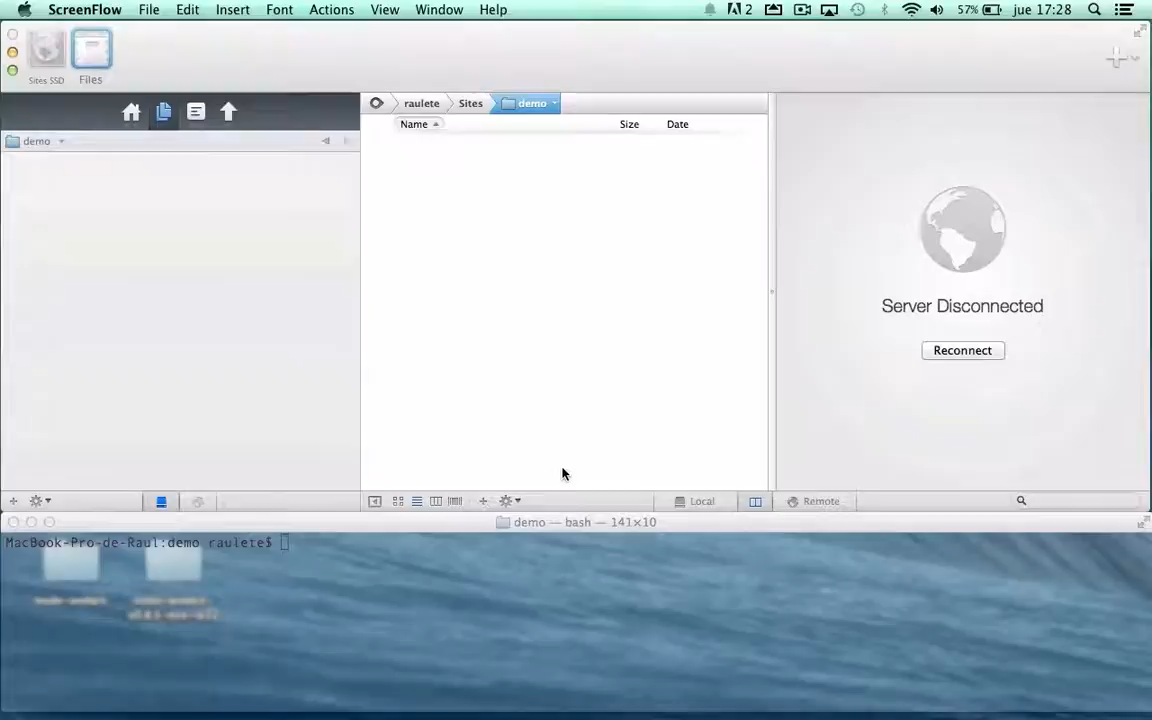 ScreenFlow File Edit Insert Font Actions View Window Help 2 57% jue 17:28
Sites SSD Files
raulete Sites demo
Name Size Date
demo
Server Disconnected
Reconnect
Local Remote
demo — bash — 141×10
MacBook-Pro-de-Raul:demo raulete$